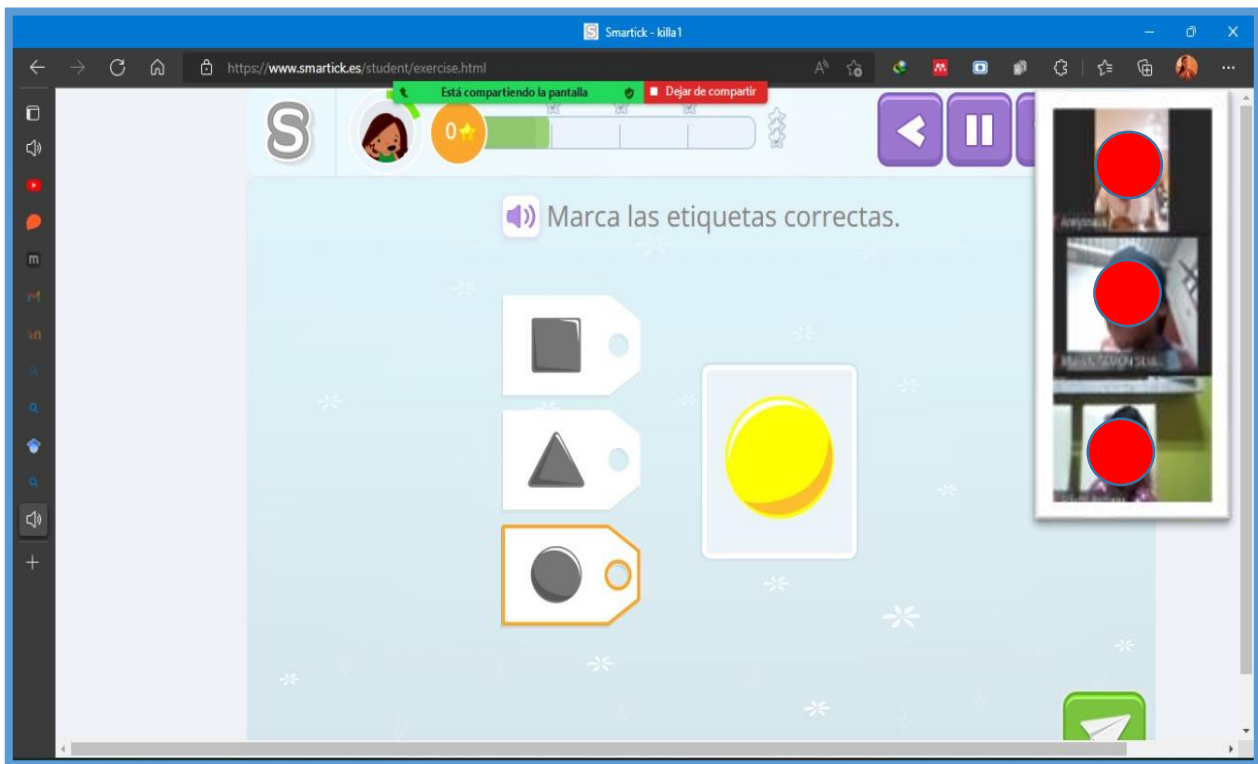 Smartick - killa1
https://www.smartick.es/student/exercise.html
Está compartiendo la pantalla
Dejar de compartir
S
0
Marca las etiquetas correctas.
m